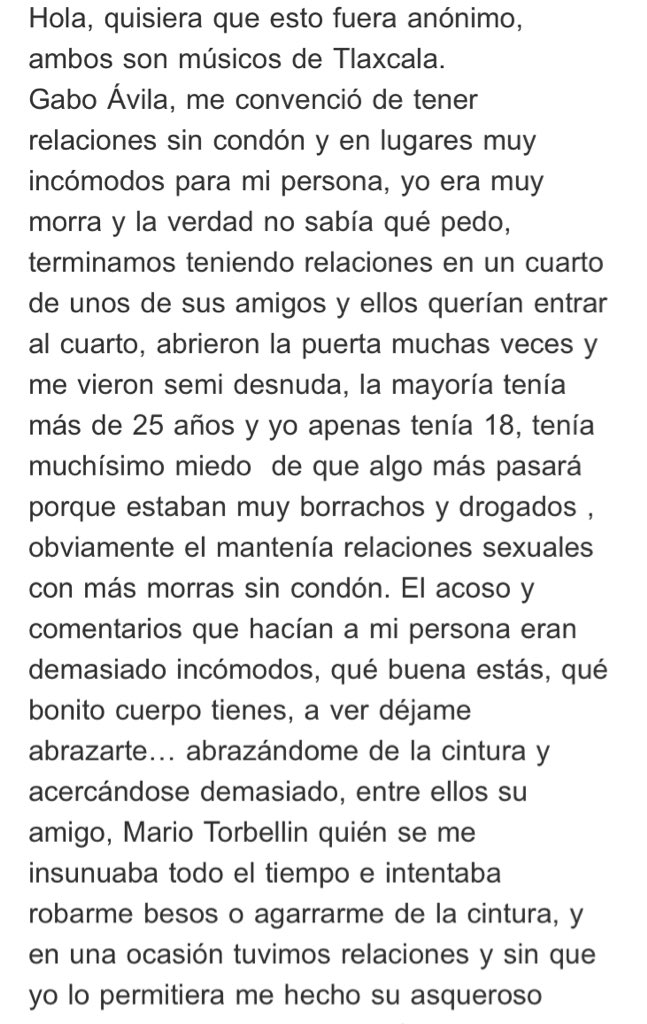 Hola, quisiera que esto fuera anónimo,
ambos son músicos de Tlaxcala.
Gabo Ávila, me convenció de tener
relaciones sin condón y en lugares muy
incómodos para mi persona, yo era muy
morra y la verdad no sabía qué pedo,
terminamos teniendo relaciones en un cuarto
de unos de sus amigos y ellos querían entrar
al cuarto, abrieron la puerta muchas veces y
me vieron semi desnuda, la mayoría tenía
más de 25 años y yo apenas tenía 18, tenía
muchísimo miedo  de que algo más pasará
porque estaban muy borrachos y drogados ,
obviamente el mantenía relaciones sexuales
con más morras sin condón. El acoso y
comentarios que hacían a mi persona eran
demasiado incómodos, qué buena estás, qué
bonito cuerpo tienes, a ver déjame
abrazarte... abrazándome de la cintura y
acercándose demasiado, entre ellos su
amigo, Mario Torbellin quién se me
insunuaba todo el tiempo e intentaba
robarme besos o agarrarme de la cintura, y
en una ocasión tuvimos relaciones y sin que
yo lo permitiera me hecho su asqueroso